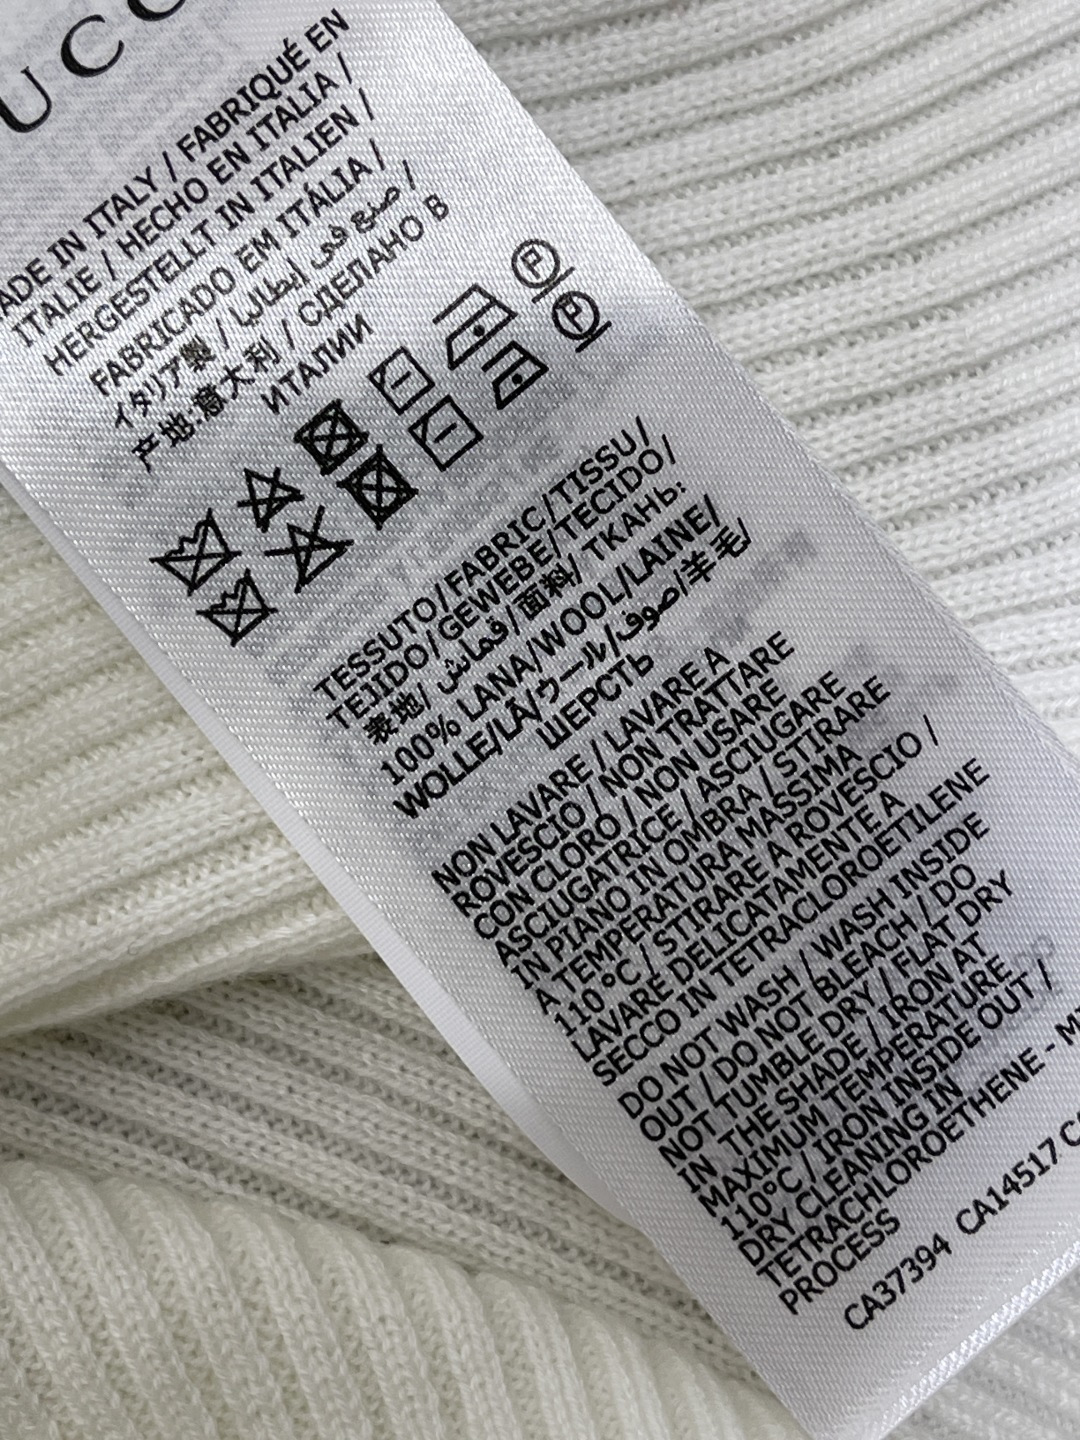 UCC
MADE IN ITALY / FABRIQUÉ EN
ITALIE / HECHO EN ITALIA /
HERGESTELLT IN ITALIEN /
FABRICADO EM ITÁLIA /
イタリア製 / صنع في إيطاليا /
产地:意大利 / СДЕЛАНО В
ИТАЛИИ
P
P
TESSUTO/FABRIC/TISSU/
TEJIDO/GEWEBE/TECIDO/
表地/قماش/面料/ ТКАНЬ:
100% LANA/WOOL/LAINE/
WOLLE/LÃ/ウール/صوف/羊毛/
ШЕРСТЬ
NON LAVARE / LAVARE A
ROVESCIO / NON TRATTARE
CON CLORO / NON USARE
ASCIUGATRICE / ASCIUGARE
IN PIANO IN OMBRA / STIRARE
A TEMPERATURA MASSIMA
110°C / STIRARE A ROVESCIO /
LAVARE DELICATAMENTE A
SECCO IN TETRACLOROETILENE
DO NOT WASH / WASH INSIDE
OUT / DO NOT BLEACH / DO
NOT TUMBLE DRY / FLAT DRY
IN THE SHADE / IRON AT
MAXIMUM TEMPERATURE
110°C / IRON INSIDE OUT /
DRY CLEANING IN
TETRACHLOROETHENE - M
PROCESS
CA37394 CA14517 CA